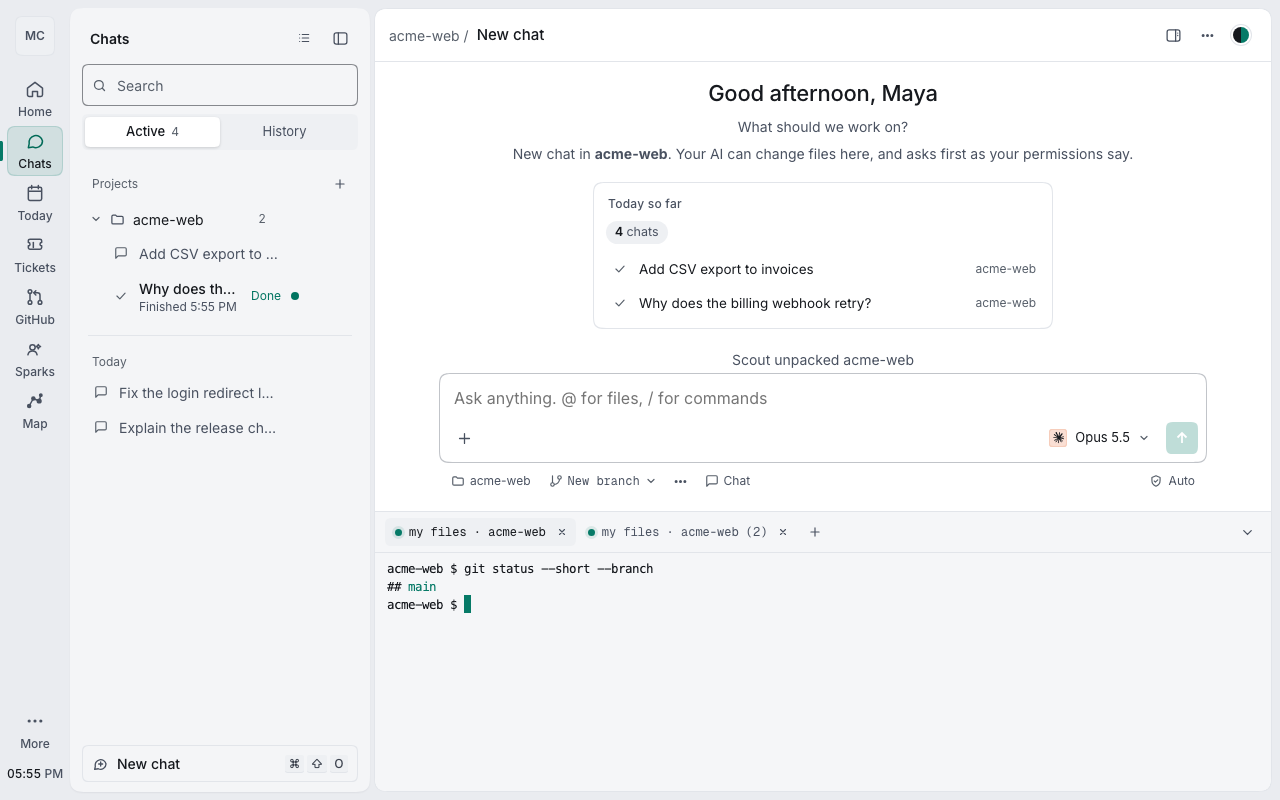 MC
Home
Chats
Today
Tickets
GitHub
Sparks
Map
More
05:55 PM
Chats
Search
Active 4
History
Projects
acme-web 2
Add CSV export to ...
Why does th... Done
Finished 5:55 PM
Today
Fix the login redirect l...
Explain the release ch...
New chat ⌘ ⇧ O
acme-web / New chat
Good afternoon, Maya
What should we work on?
New chat in acme-web. Your AI can change files here, and asks first as your permissions say.
Today so far
4 chats
Add CSV export to invoices acme-web
Why does the billing webhook retry? acme-web
Scout unpacked acme-web
Ask anything. @ for files, / for commands
Opus 5.5
acme-web New branch Chat Auto
my files · acme-web my files · acme-web (2)
acme-web $ git status --short --branch
## main
acme-web $